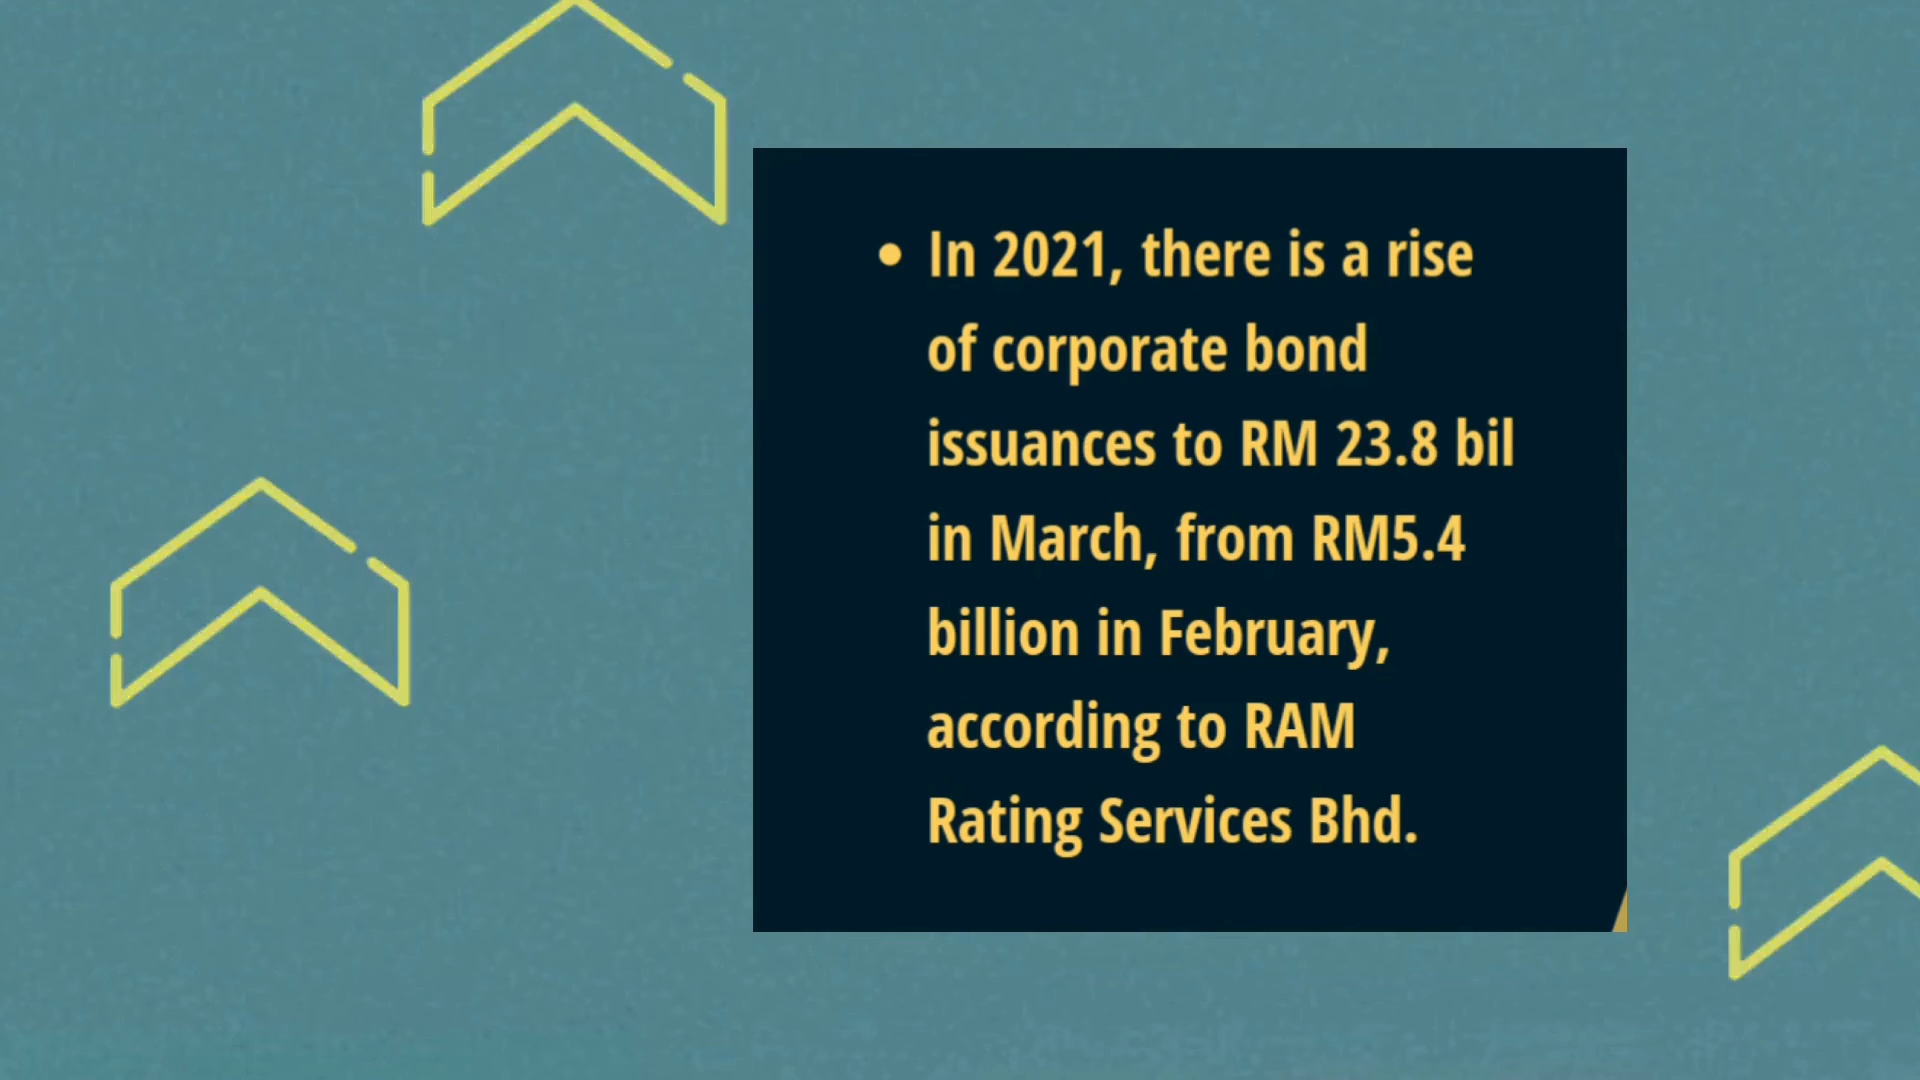 • In 2021, there is a rise
of corporate bond
issuances to RM 23.8 bil
in March, from RM5.4
billion in February,
according to RAM
Rating Services Bhd.